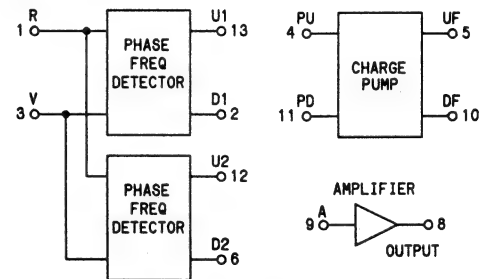 R
1
U1
13
PHASE
FREQ
DETECTOR
V
3
D1
2
U2
12
PHASE
FREQ
DETECTOR
D2
6
PU
4
UF
5
CHARGE
PUMP
PD
11
DF
10
AMPLIFIER
A
9
8
OUTPUT